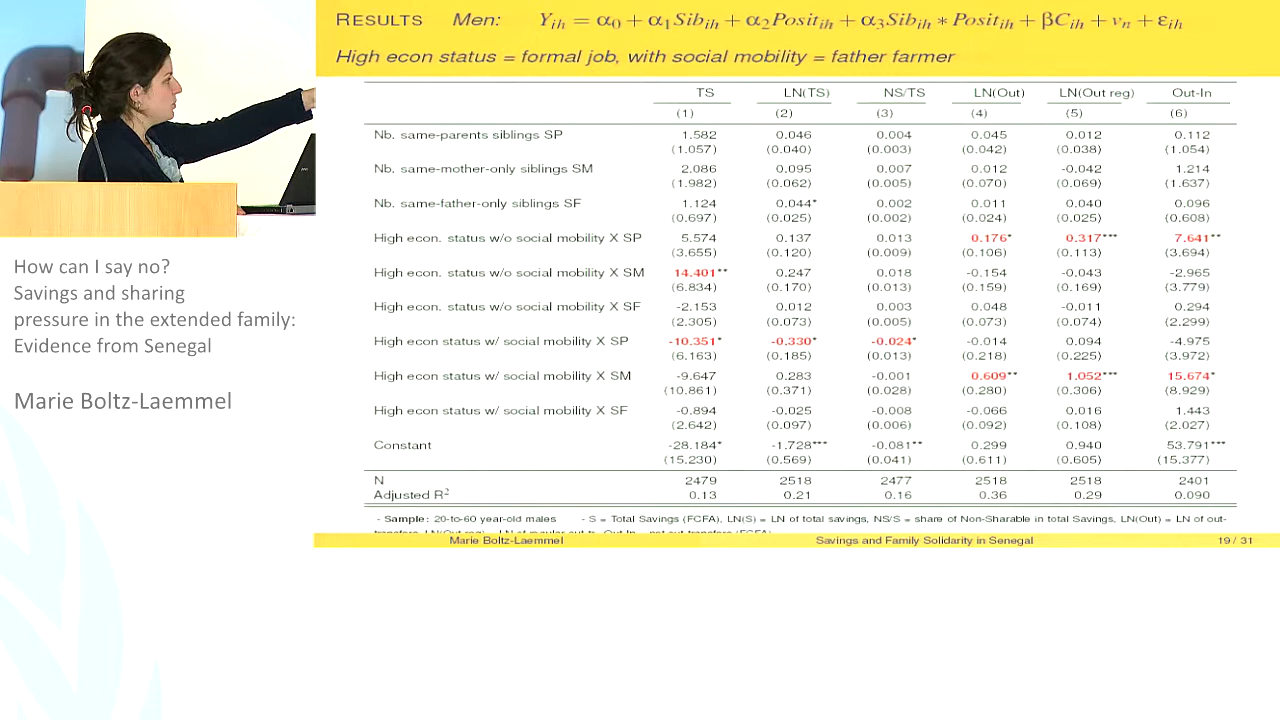 RESULTS Men: Y_ih = α0 + α1Sib_ih + α2Posit_ih + α3Sib_ih * Posit_ih + βC_ih + v_n + ε_ih
High econ status = formal job, with social mobility = father farmer
TS LN(TS) NS/TS LN(Out) LN(Out reg) Out-In
(1) (2) (3) (4) (5) (6)
Nb. same-parents siblings SP 1.582 0.046 0.004 0.045 0.012 0.112
(1.057) (0.040) (0.003) (0.042) (0.038) (1.054)
Nb. same-mother-only siblings SM 2.086 0.095 0.007 0.012 -0.042 1.214
(1.982) (0.062) (0.005) (0.070) (0.069) (1.637)
Nb. same-father-only siblings SF 1.124 0.044* 0.002 0.011 0.040 0.096
(0.697) (0.025) (0.002) (0.024) (0.025) (0.608)
High econ. status w/o social mobility X SP 5.574 0.137 0.013 0.176* 0.317*** 7.641**
(3.655) (0.120) (0.009) (0.106) (0.113) (3.694)
High econ. status w/o social mobility X SM 14.401** 0.247 0.018 -0.154 -0.043 -2.965
(6.834) (0.170) (0.013) (0.159) (0.169) (3.779)
High econ. status w/o social mobility X SF -2.153 0.012 0.003 0.048 -0.011 0.294
(2.305) (0.073) (0.005) (0.073) (0.074) (2.299)
High econ status w/ social mobility X SP -10.351* -0.330* -0.024* -0.014 0.094 -4.975
(6.163) (0.185) (0.013) (0.218) (0.225) (3.972)
High econ status w/ social mobility X SM -9.647 0.283 -0.001 0.609** 1.052*** 15.674*
(10.861) (0.371) (0.028) (0.280) (0.306) (8.929)
High econ status w/ social mobility X SF -0.894 -0.025 -0.008 -0.066 0.016 1.443
(2.642) (0.097) (0.006) (0.092) (0.108) (2.027)
Constant -28.184* -1.728*** -0.081** 0.299 0.940 53.791***
(15.230) (0.569) (0.041) (0.611) (0.605) (15.377)
N 2479 2518 2477 2518 2518 2401
Adjusted R² 0.13 0.21 0.16 0.36 0.29 0.090
- Sample: 20-to-60 year-old males - S = Total Savings (FCFA), LN(S) = LN of total savings, NS/S = share of Non-Sharable in total Savings, LN(Out) = LN of out-
Marie Boltz-Laemmel Savings and Family Solidarity in Senegal 19 / 31
How can I say no?
Savings and sharing
pressure in the extended family:
Evidence from Senegal
Marie Boltz-Laemmel